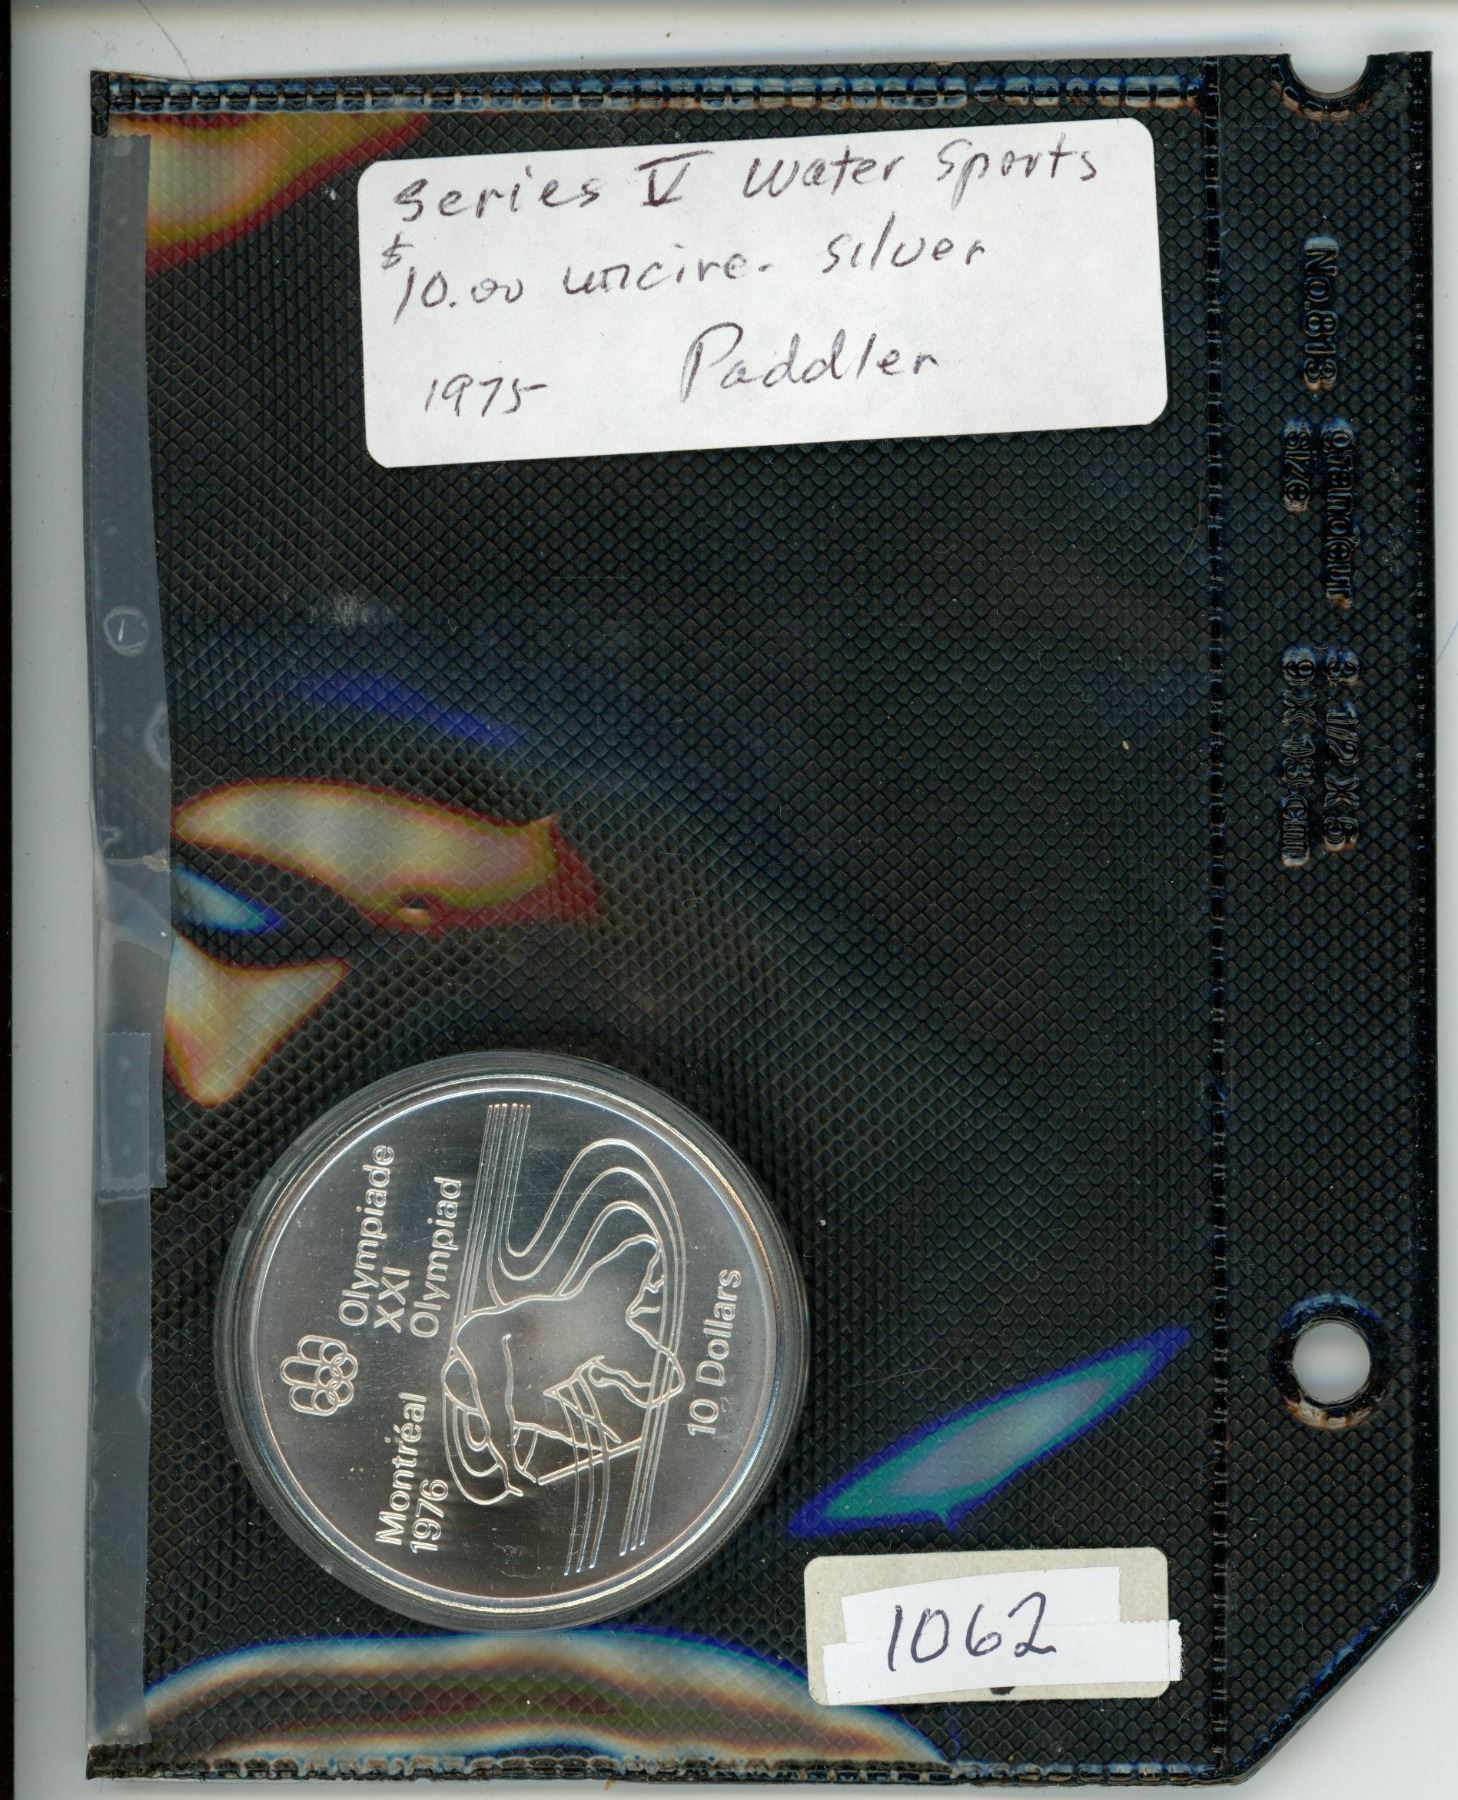 Series V Water Sports
$10.00 uncirc. silver
1975 Paddler
No.813 Grandeur 3 1/2 X 5
Size 9 X 13 cm
Olympiade
XXI
Olympiad
Montréal
1976
10 Dollars
1062